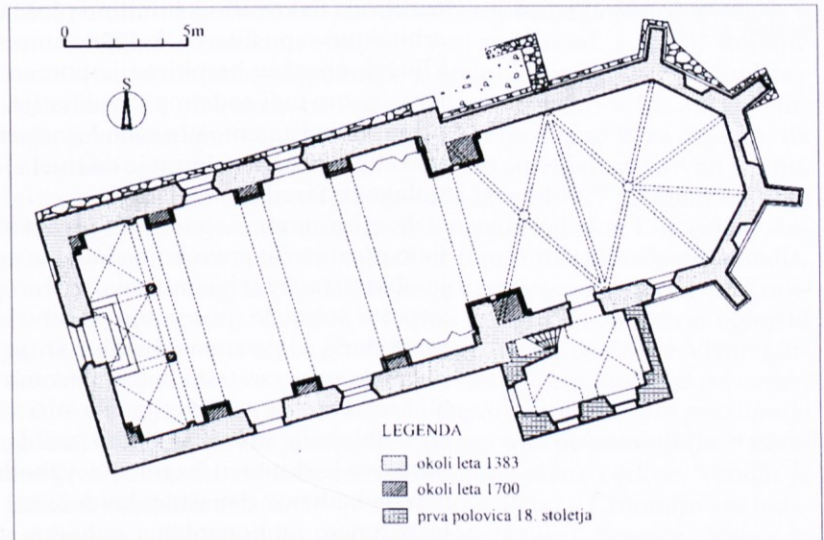 0 5m
LEGENDA
okoli leta 1383
okoli leta 1700
prva polovica 18. stoletja